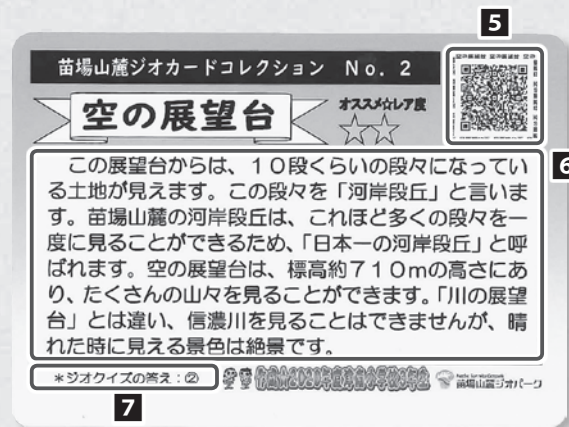 5
苗場山麓ジオカードコレクション No. 2
空の展望台
オススメ☆レア度
☆☆
6
この展望台からは、10段くらいの段々になってい
る土地が見えます。この段々を「河岸段丘」と言いま
す。苗場山麓の河岸段丘は、これほど多くの段々を一
度に見ることができるため、「日本一の河岸段丘」と呼
ばれます。空の展望台は、標高約710mの高さにあ
り、たくさんの山々を見ることができます。「川の展望
台」とは違い、信濃川を見ることはできませんが、晴
れた時に見える景色は絶景です。
*ジオクイズの答え:②
苗場山麓ジオパーク
7